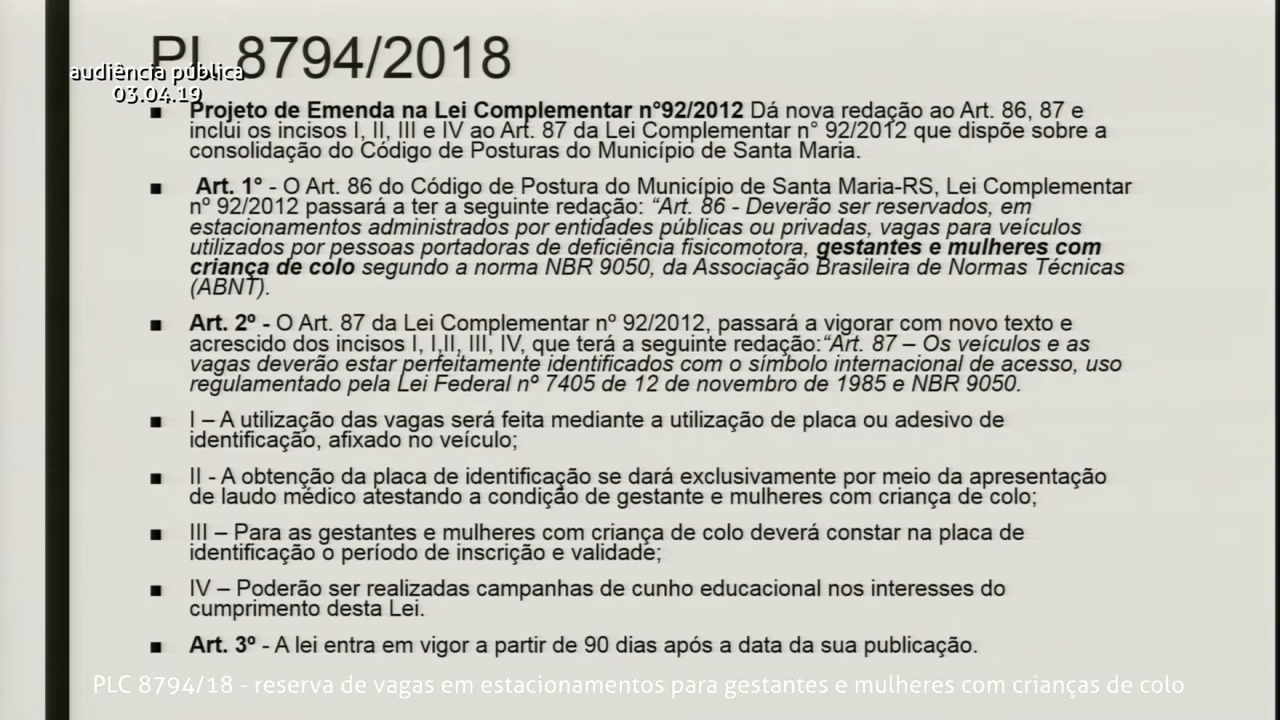 PL 8794/2018
audiência pública
03.04.19
■ Projeto de Emenda na Lei Complementar n°92/2012 Dá nova redação ao Art. 86, 87 e
inclui os incisos I, II, III e IV ao Art. 87 da Lei Complementar n° 92/2012 que dispõe sobre a
consolidação do Código de Posturas do Município de Santa Maria.
■ Art. 1° - O Art. 86 do Código de Postura do Município de Santa Maria-RS, Lei Complementar
nº 92/2012 passará a ter a seguinte redação: “Art. 86 - Deverão ser reservados, em
estacionamentos administrados por entidades públicas ou privadas, vagas para veículos
utilizados por pessoas portadoras de deficiência fisicomotora, gestantes e mulheres com
criança de colo segundo a norma NBR 9050, da Associação Brasileira de Normas Técnicas
(ABNT).
■ Art. 2º - O Art. 87 da Lei Complementar nº 92/2012, passará a vigorar com novo texto e
acrescido dos incisos I, I,II, III, IV, que terá a seguinte redação:“Art. 87 – Os veículos e as
vagas deverão estar perfeitamente identificados com o símbolo internacional de acesso, uso
regulamentado pela Lei Federal nº 7405 de 12 de novembro de 1985 e NBR 9050.
■ I – A utilização das vagas será feita mediante a utilização de placa ou adesivo de
identificação, afixado no veículo;
■ II - A obtenção da placa de identificação se dará exclusivamente por meio da apresentação
de laudo médico atestando a condição de gestante e mulheres com criança de colo;
■ III – Para as gestantes e mulheres com criança de colo deverá constar na placa de
identificação o período de inscrição e validade;
■ IV – Poderão ser realizadas campanhas de cunho educacional nos interesses do
cumprimento desta Lei.
■ Art. 3º - A lei entra em vigor a partir de 90 dias após a data da sua publicação.
PLC 8794/18 - reserva de vagas em estacionamentos para gestantes e mulheres com crianças de colo